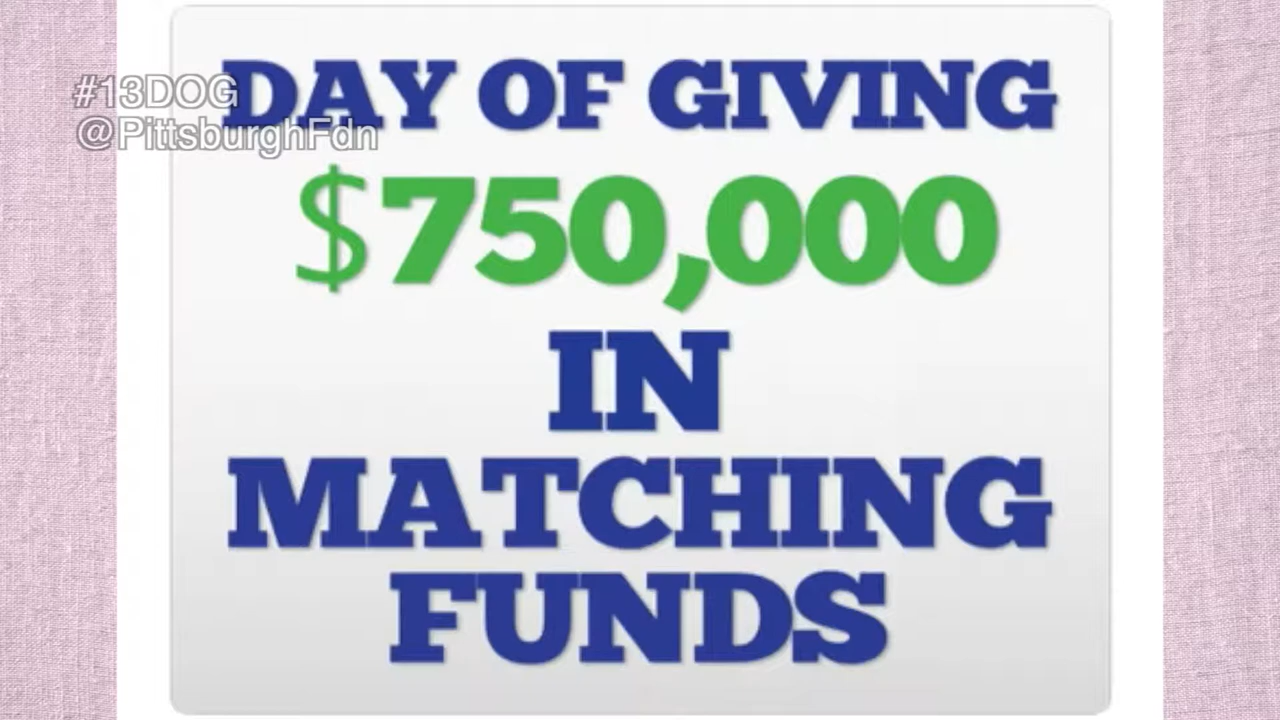 #13DOG
@PittsburghFdn
DAY OF GIVING
$750,000
IN
MATCHING
FUNDS